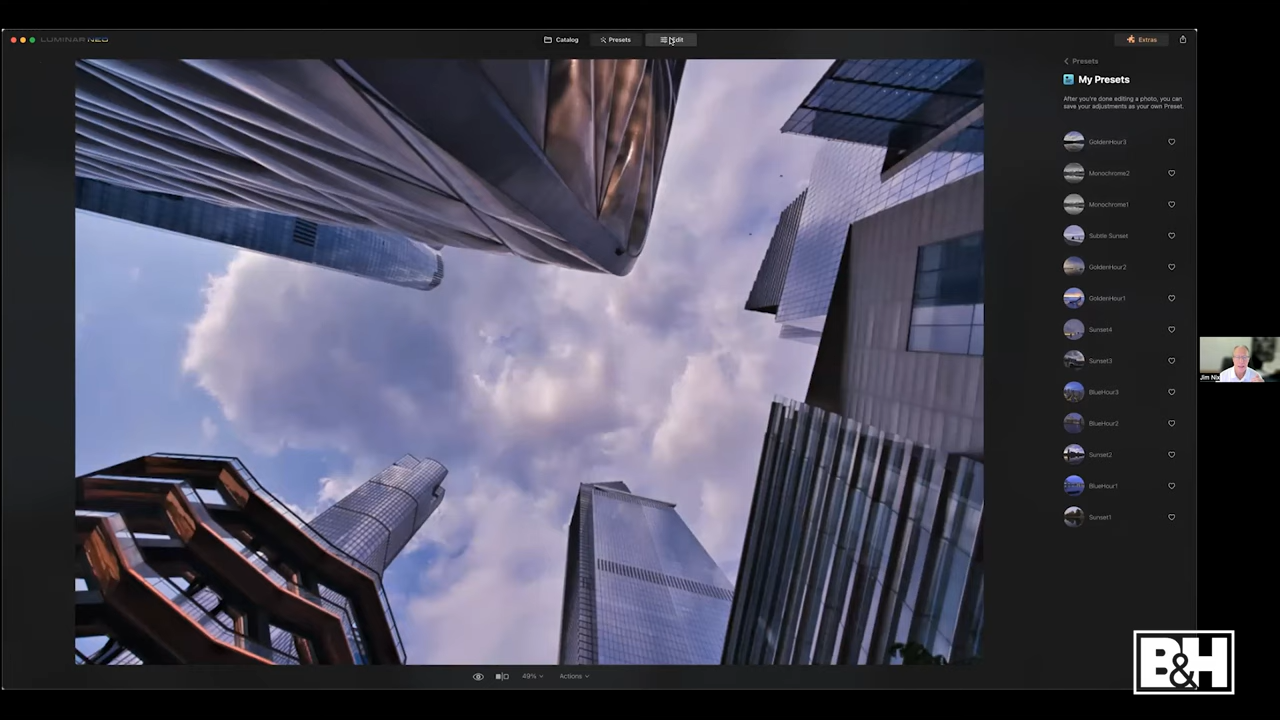 LUMINAR NEO
Catalog
Presets
Edit
Extras
Presets
My Presets
After you're done editing a photo, you can
save your adjustments as your own Preset.
GoldenHour3
Monochrome2
Monochrome1
Subtle Sunset
GoldenHour2
GoldenHour1
Sunset4
Sunset3
BlueHour3
BlueHour2
Sunset2
BlueHour1
Sunset1
Jim Nix
49%
Actions
B&H